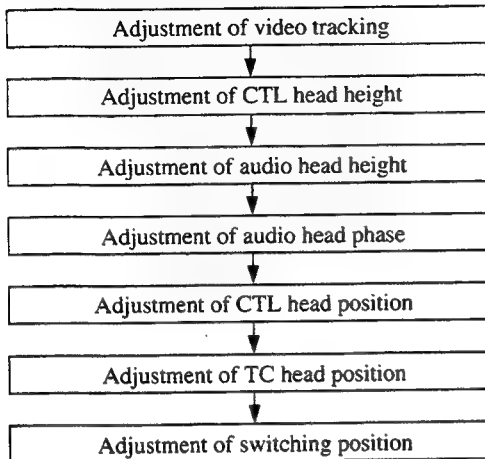 Adjustment of video tracking
Adjustment of CTL head height
Adjustment of audio head height
Adjustment of audio head phase
Adjustment of CTL head position
Adjustment of TC head position
Adjustment of switching position